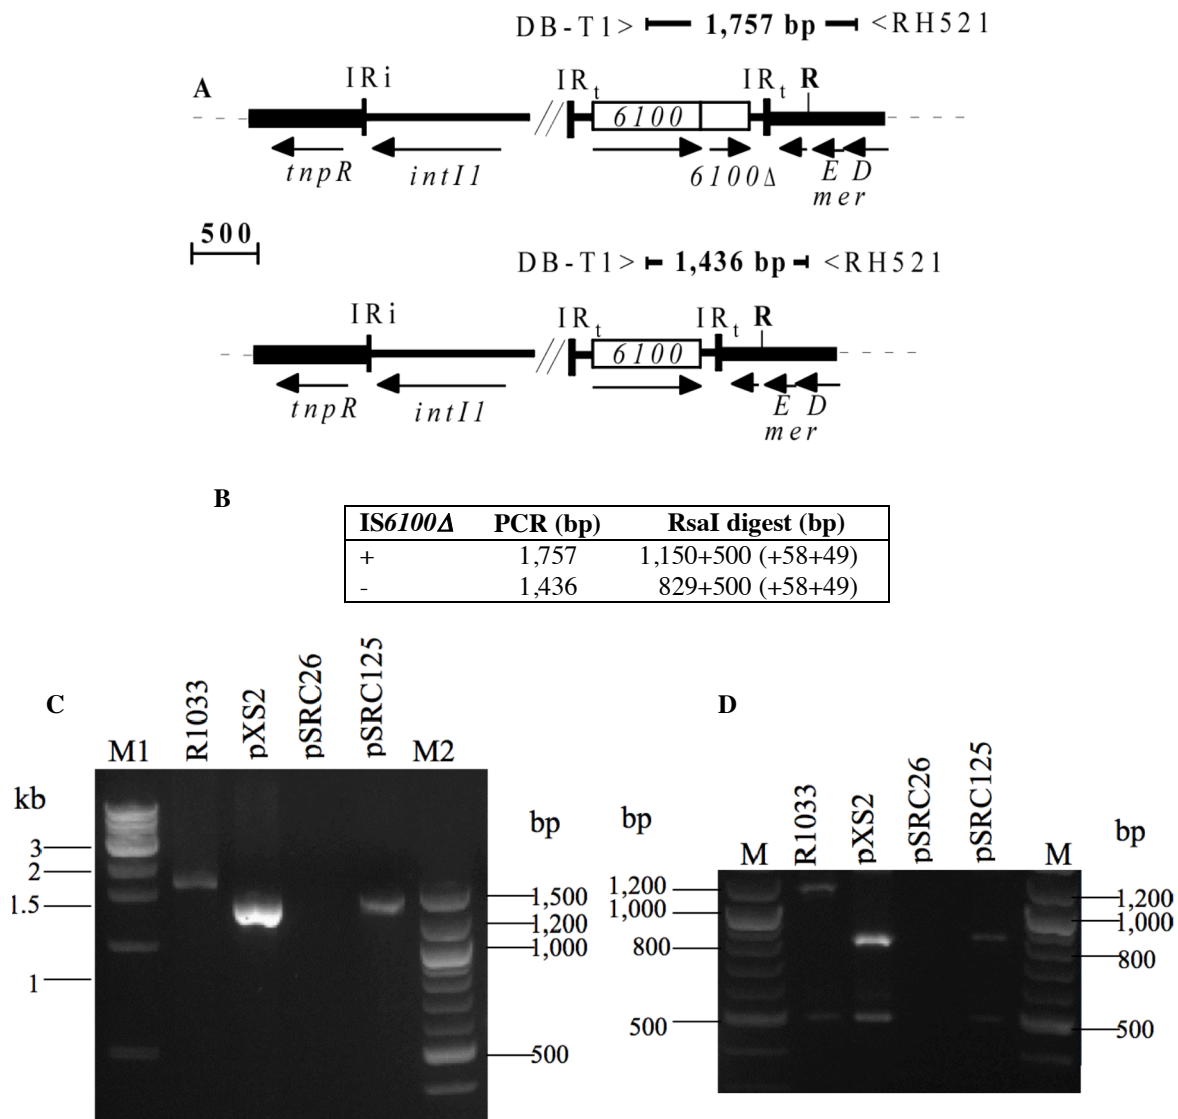 DB-T1> 1,757 bp <RH521
A
IRi IRt IRt R
6100
tnpR intI1 6100Δ E D
mer
500
DB-T1> 1,436 bp <RH521
IRi IRt IRt R
6100
tnpR intI1 E D
mer
B
IS6100Δ PCR (bp) RsaI digest (bp)
+ 1,757 1,150+500 (+58+49)
- 1,436 829+500 (+58+49)
C
M1 R1033 pXS2 pSRC26 pSRC125 M2
kb
3
2
1.5
1
bp
1,500
1,200
1,000
500
D
M R1033 pXS2 pSRC26 pSRC125 M
bp
1,200
1,000
800
500
bp
1,200
1,000
800
500